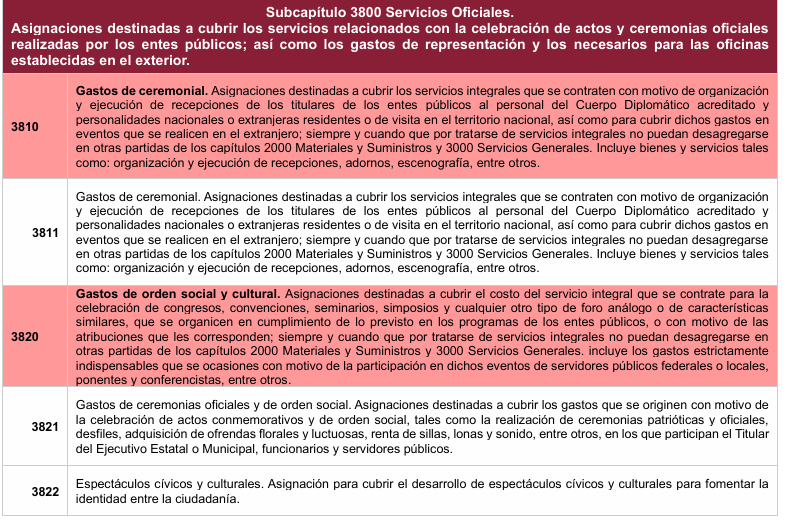 Subcapítulo 3800 Servicios Oficiales.
Asignaciones destinadas a cubrir los servicios relacionados con la celebración de actos y ceremonias oficiales
realizadas por los entes públicos; así como los gastos de representación y los necesarios para las oficinas
establecidas en el exterior.
3810
Gastos de ceremonial. Asignaciones destinadas a cubrir los servicios integrales que se contraten con motivo de organización
y ejecución de recepciones de los titulares de los entes públicos al personal del Cuerpo Diplomático acreditado y
personalidades nacionales o extranjeras residentes o de visita en el territorio nacional, así como para cubrir dichos gastos en
eventos que se realicen en el extranjero; siempre y cuando que por tratarse de servicios integrales no puedan desagregarse
en otras partidas de los capítulos 2000 Materiales y Suministros y 3000 Servicios Generales. Incluye bienes y servicios tales
como: organización y ejecución de recepciones, adornos, escenografía, entre otros.
3811
Gastos de ceremonial. Asignaciones destinadas a cubrir los servicios integrales que se contraten con motivo de organización
y ejecución de recepciones de los titulares de los entes públicos al personal del Cuerpo Diplomático acreditado y
personalidades nacionales o extranjeras residentes o de visita en el territorio nacional, así como para cubrir dichos gastos en
eventos que se realicen en el extranjero; siempre y cuando que por tratarse de servicios integrales no puedan desagregarse
en otras partidas de los capítulos 2000 Materiales y Suministros y 3000 Servicios Generales. Incluye bienes y servicios tales
como: organización y ejecución de recepciones, adornos, escenografía, entre otros.
3820
Gastos de orden social y cultural. Asignaciones destinadas a cubrir el costo del servicio integral que se contrate para la
celebración de congresos, convenciones, seminarios, simposios y cualquier otro tipo de foro análogo o de características
similares, que se organicen en cumplimiento de lo previsto en los programas de los entes públicos, o con motivo de las
atribuciones que les corresponden; siempre y cuando que por tratarse de servicios integrales no puedan desagregarse en
otras partidas de los capítulos 2000 Materiales y Suministros y 3000 Servicios Generales. incluye los gastos estrictamente
indispensables que se ocasionen con motivo de la participación en dichos eventos de servidores públicos federales o locales,
ponentes y conferencistas, entre otros.
3821
Gastos de ceremonias oficiales y de orden social. Asignaciones destinadas a cubrir los gastos que se originen con motivo de
la celebración de actos conmemorativos y de orden social, tales como la realización de ceremonias patrióticas y oficiales,
desfiles, adquisición de ofrendas florales y luctuosas, renta de sillas, lonas y sonido, entre otros, en los que participan el Titular
del Ejecutivo Estatal o Municipal, funcionarios y servidores públicos.
3822
Espectáculos cívicos y culturales. Asignación para cubrir el desarrollo de espectáculos cívicos y culturales para fomentar la
identidad entre la ciudadanía.